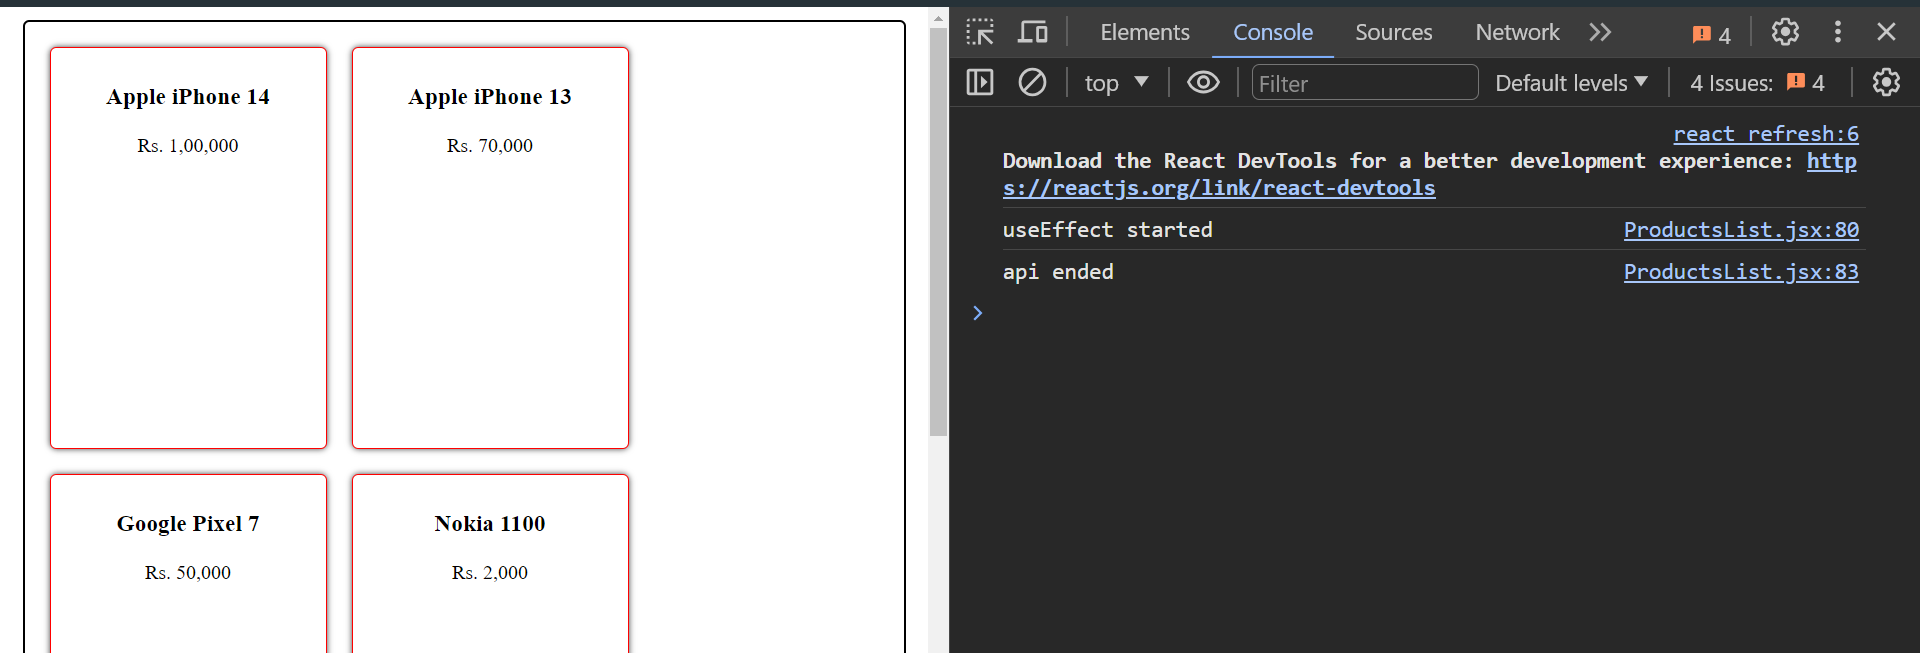 Apple iPhone 14
Rs. 1,00,000
Apple iPhone 13
Rs. 70,000
Google Pixel 7
Rs. 50,000
Nokia 1100
Rs. 2,000
Elements Console Sources Network 4
top Filter Default levels 4 Issues: 4
react refresh:6
Download the React DevTools for a better development experience: http
s://reactjs.org/link/react-devtools
useEffect started ProductsList.jsx:80
api ended ProductsList.jsx:83